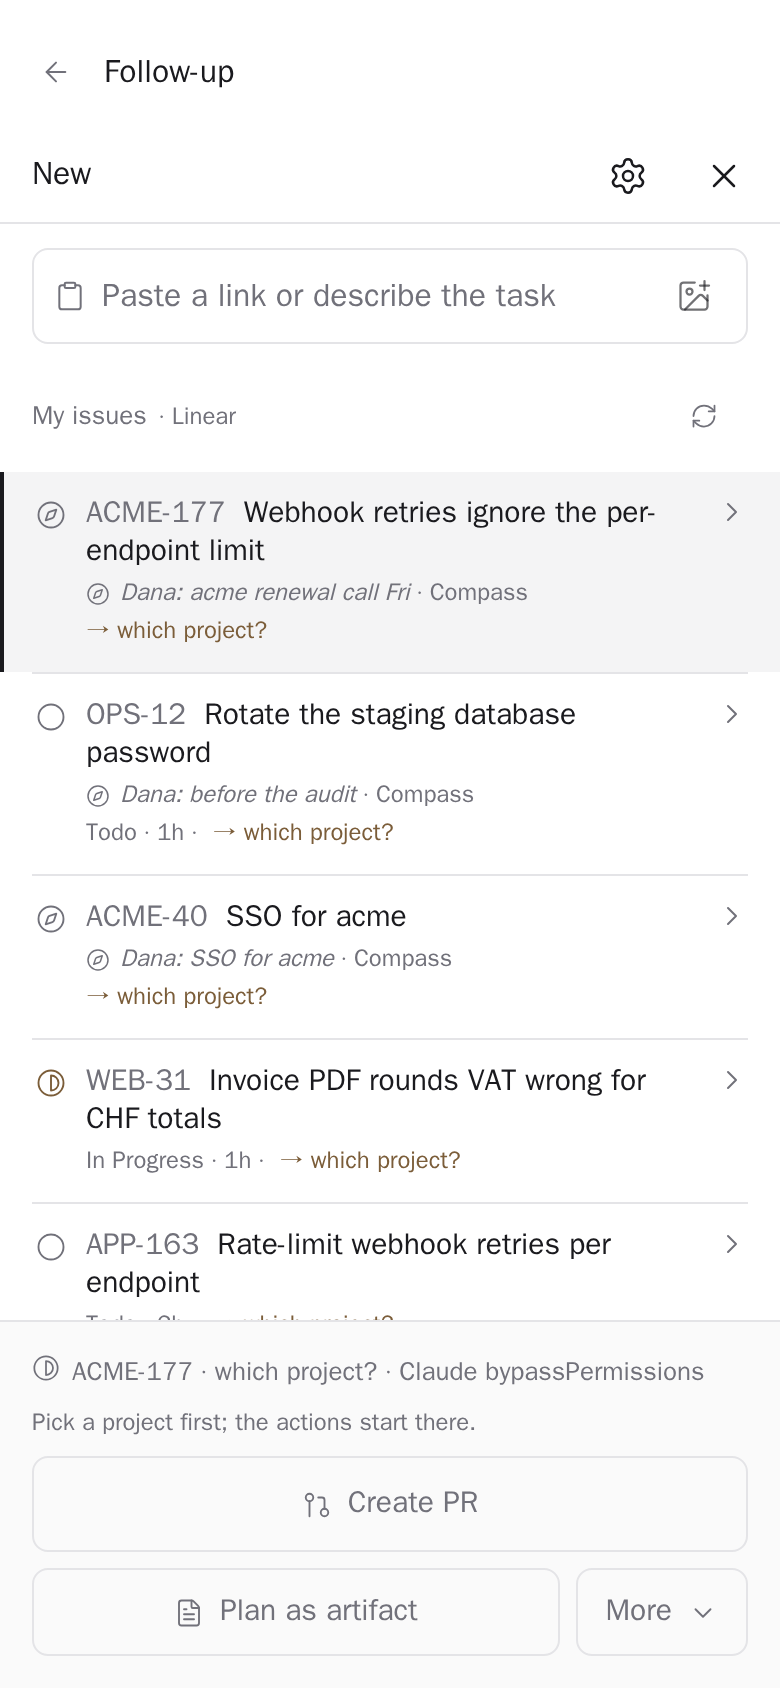 Follow-up
New
Paste a link or describe the task
My issues · Linear
ACME-177 Webhook retries ignore the per-
endpoint limit
Dana: acme renewal call Fri · Compass
→ which project?
OPS-12 Rotate the staging database
password
Dana: before the audit · Compass
Todo · 1h · → which project?
ACME-40 SSO for acme
Dana: SSO for acme · Compass
→ which project?
WEB-31 Invoice PDF rounds VAT wrong for
CHF totals
In Progress · 1h · → which project?
APP-163 Rate-limit webhook retries per
endpoint
ACME-177 · which project? · Claude bypassPermissions
Pick a project first; the actions start there.
Create PR
Plan as artifact
More